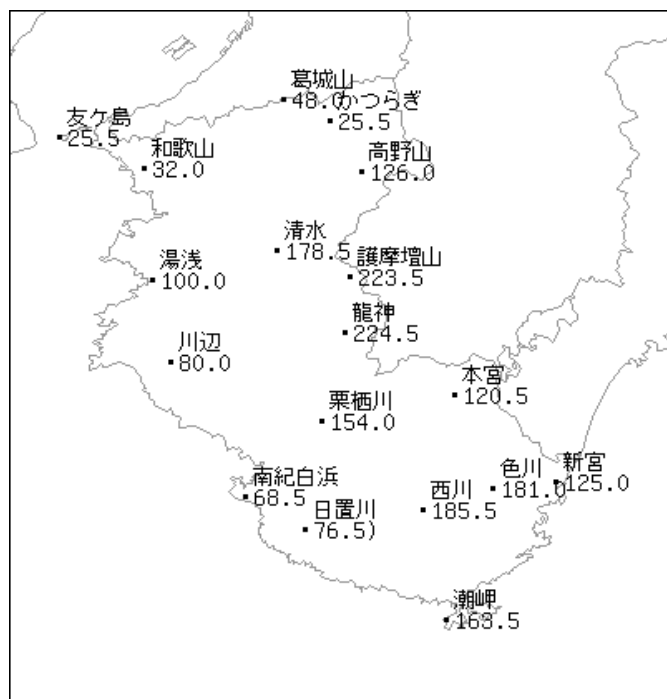 葛城山
48.0
かつらぎ
25.5
友ケ島
25.5
和歌山
32.0
高野山
126.0
清水
178.5
護摩壇山
223.5
湯浅
100.0
龍神
224.5
川辺
80.0
本宮
120.5
栗栖川
154.0
新宮
125.0
色川
181.0
南紀白浜
68.5
西川
185.5
日置川
76.5)
潮岬
163.5